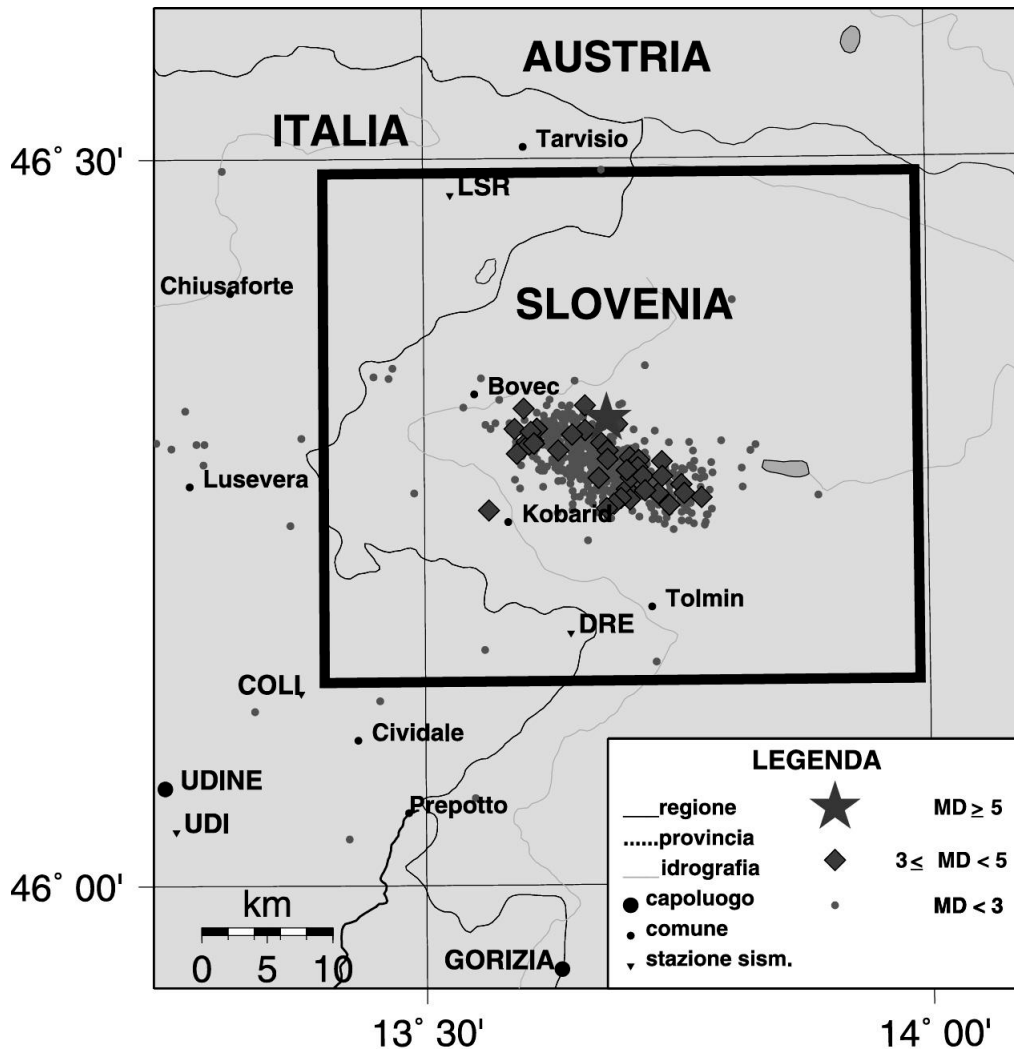 AUSTRIA
ITALIA
Tarvisio
46° 30'
LSR
Chiusaforte
SLOVENIA
Bovec
Lusevera
Kobarid
Tolmin
DRE
COLI
Cividale
UDINE
UDI
Prepotto
46° 00'
km
0 5 10
GORIZIA
LEGENDA
regione
provincia
idrografia
capoluogo
comune
stazione sism.
MD ≥ 5
3 ≤ MD < 5
MD < 3
13° 30'
14° 00'